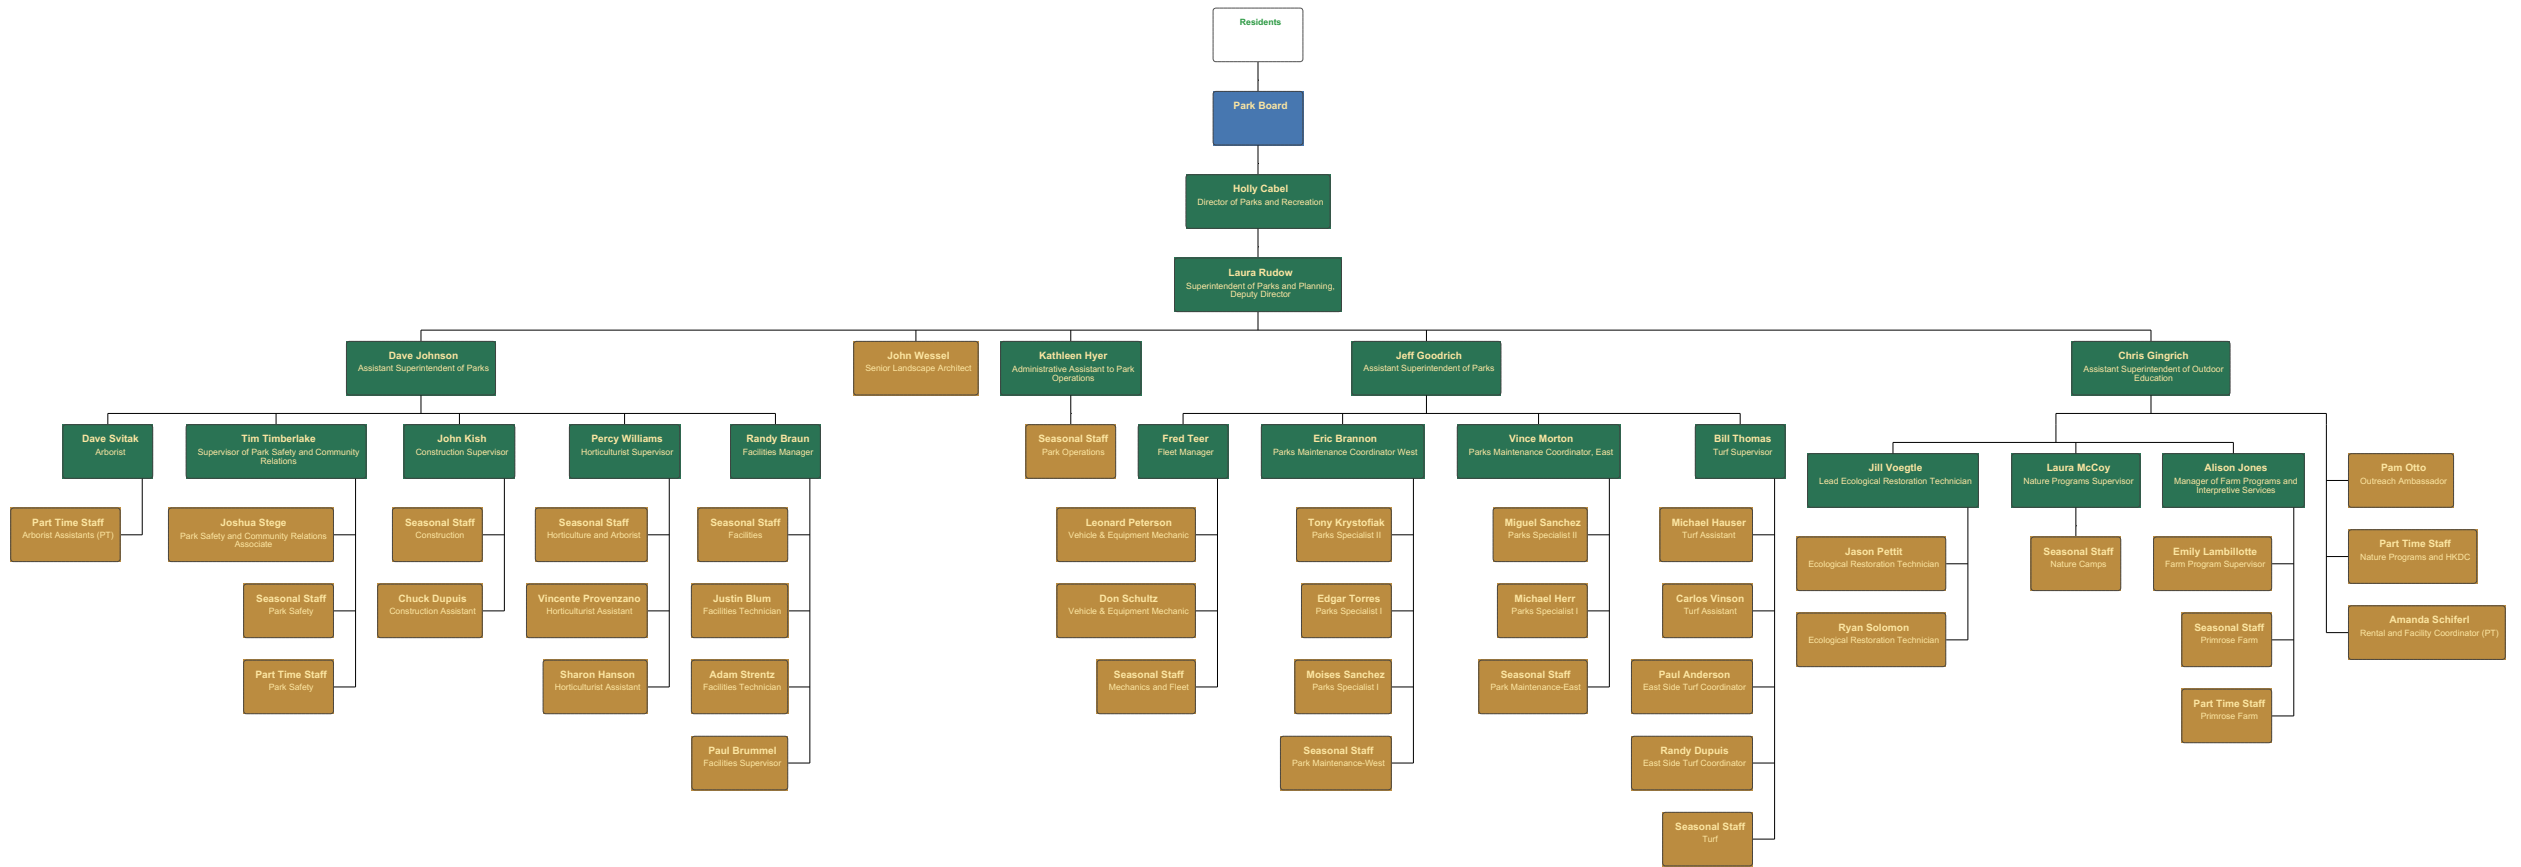 Residents
Park Board
Holly Cabel
Director of Parks and Recreation
Laura Rudow
Superintendent of Parks and Planning,
Deputy Director
Dave Johnson
Assistant Superintendent of Parks
John Wessel
Senior Landscape Architect
Kathleen Hyer
Administrative Assistant to Park
Operations
Jeff Goodrich
Assistant Superintendent of Parks
Chris Gingrich
Assistant Superintendent of Outdoor
Education
Dave Svitak
Arborist
Tim Timberlake
Supervisor of Park Safety and Community
Relations
John Kish
Construction Supervisor
Percy Williams
Horticulturist Supervisor
Randy Braun
Facilities Manager
Seasonal Staff
Park Operations
Fred Teer
Fleet Manager
Eric Brannon
Parks Maintenance Coordinator West
Vince Morton
Parks Maintenance Coordinator, East
Bill Thomas
Turf Supervisor
Jill Voegtle
Lead Ecological Restoration Technician
Laura McCoy
Nature Programs Supervisor
Alison Jones
Manager of Farm Programs and
Interpretive Services
Pam Otto
Outreach Ambassador
Part Time Staff
Arborist Assistants (PT)
Joshua Stege
Park Safety and Community Relations
Associate
Seasonal Staff
Construction
Seasonal Staff
Horticulture and Arborist
Seasonal Staff
Facilities
Leonard Peterson
Vehicle & Equipment Mechanic
Tony Krystofiak
Parks Specialist II
Miguel Sanchez
Parks Specialist II
Michael Hauser
Turf Assistant
Jason Pettit
Ecological Restoration Technician
Seasonal Staff
Nature Camps
Emily Lambillotte
Farm Program Supervisor
Part Time Staff
Nature Programs and HKDC
Seasonal Staff
Park Safety
Chuck Dupuis
Construction Assistant
Vincente Provenzano
Horticulturist Assistant
Justin Blum
Facilities Technician
Don Schultz
Vehicle & Equipment Mechanic
Edgar Torres
Parks Specialist I
Michael Herr
Parks Specialist I
Carlos Vinson
Turf Assistant
Ryan Solomon
Ecological Restoration Technician
Seasonal Staff
Primrose Farm
Amanda Schiferl
Rental and Facility Coordinator (PT)
Part Time Staff
Park Safety
Sharon Hanson
Horticulturist Assistant
Adam Strentz
Facilities Technician
Seasonal Staff
Mechanics and Fleet
Moises Sanchez
Parks Specialist I
Seasonal Staff
Park Maintenance-East
Paul Anderson
East Side Turf Coordinator
Part Time Staff
Primrose Farm
Paul Brummel
Facilities Supervisor
Seasonal Staff
Park Maintenance-West
Randy Dupuis
East Side Turf Coordinator
Seasonal Staff
Turf